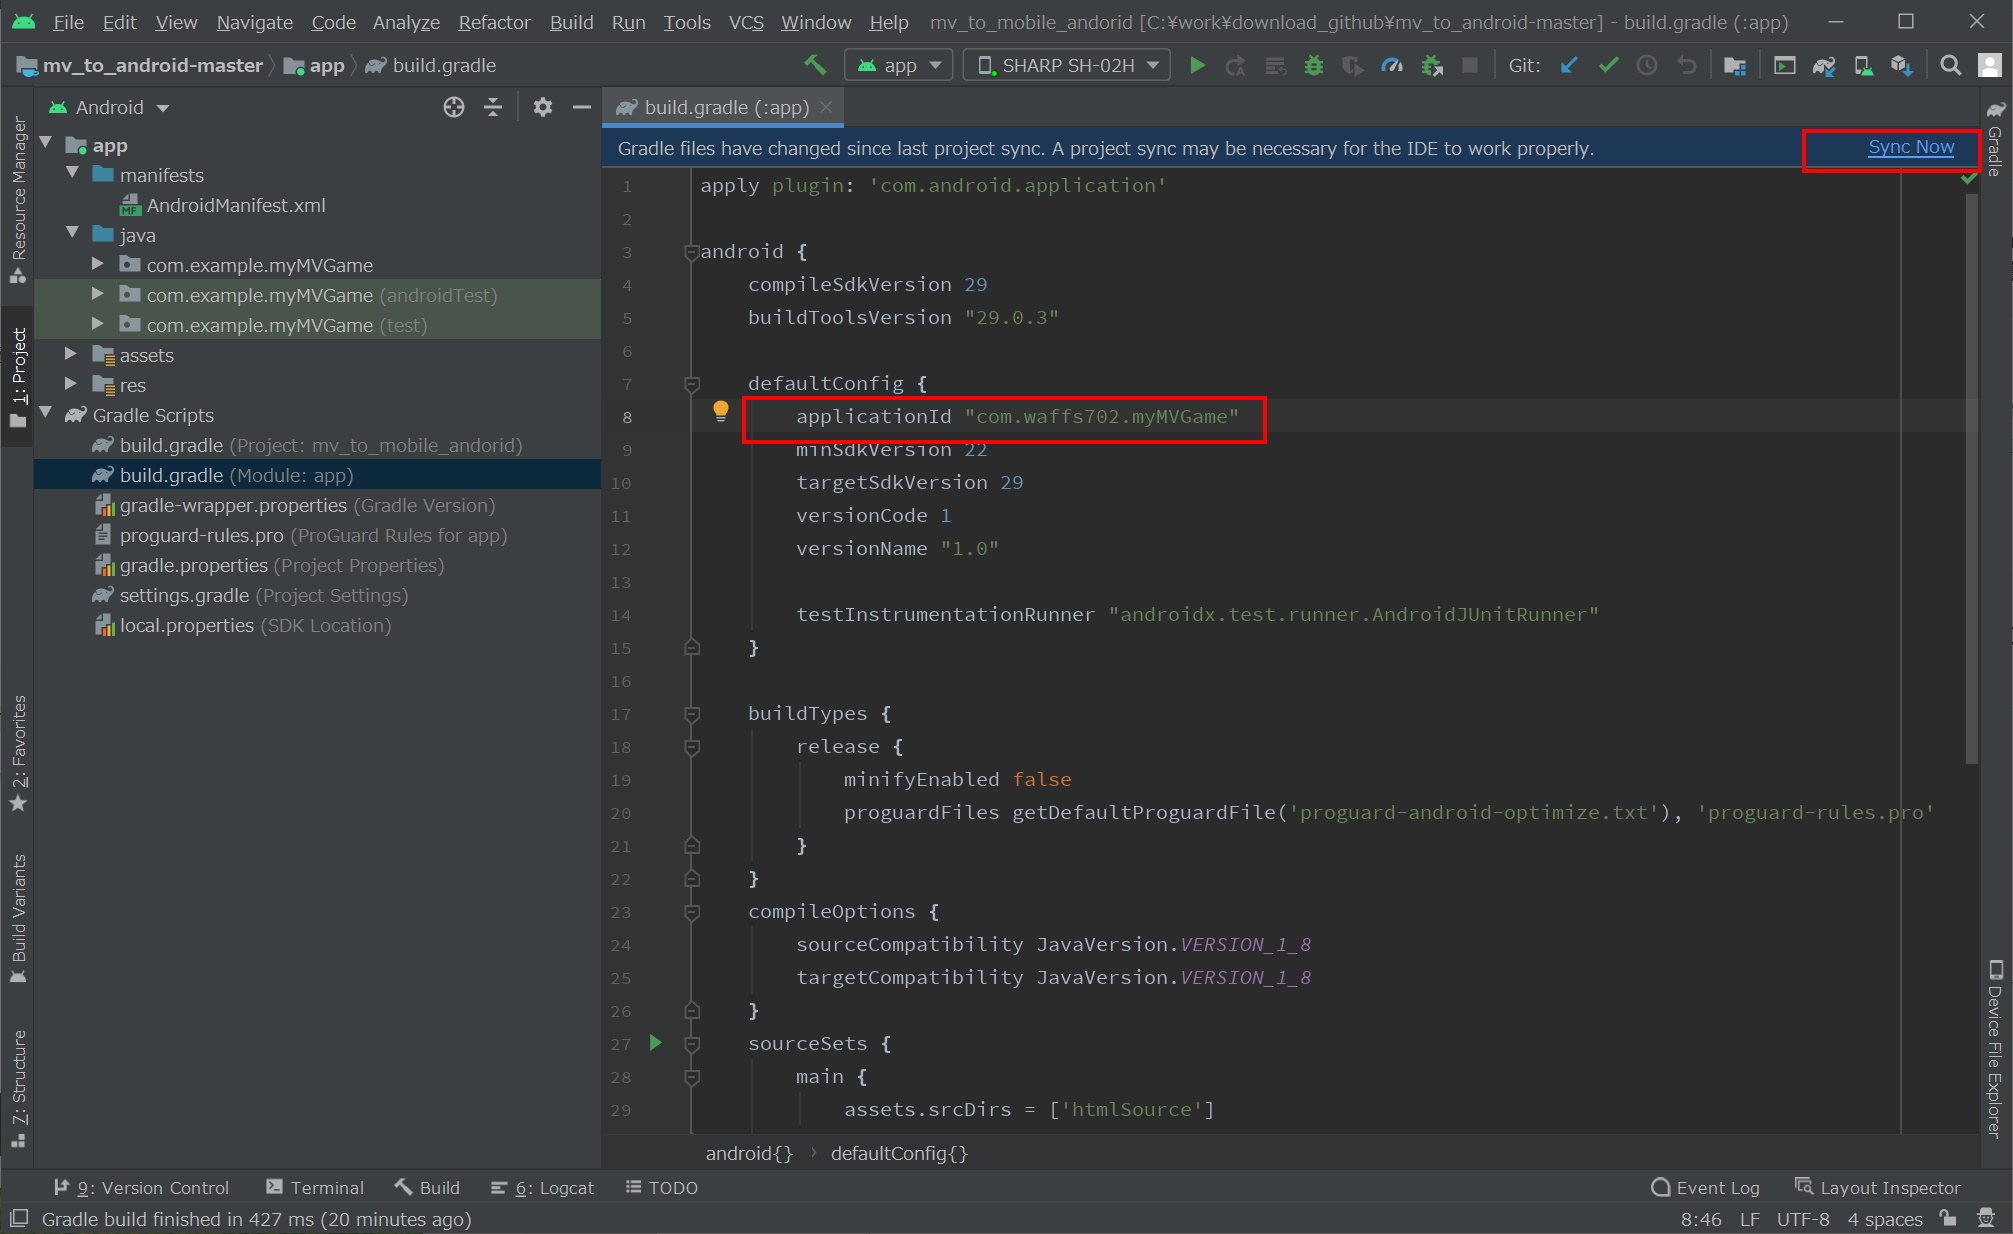 File Edit View Navigate Code Analyze Refactor Build Run Tools VCS Window Help mv_to_mobile_andorid [C:¥work¥download_github¥mv_to_android-master] - build.gradle (:app)
mv_to_android-master app build.gradle app SHARP SH-02H Git:
Android
build.gradle (:app)
Gradle files have changed since last project sync. A project sync may be necessary for the IDE to work properly. Sync Now
Resource Manager
1: Project
2: Favorites
Build Variants
Z: Structure
app
manifests
MF AndroidManifest.xml
java
com.example.myMVGame
com.example.myMVGame (androidTest)
com.example.myMVGame (test)
assets
res
Gradle Scripts
build.gradle (Project: mv_to_mobile_andorid)
build.gradle (Module: app)
gradle-wrapper.properties (Gradle Version)
proguard-rules.pro (ProGuard Rules for app)
gradle.properties (Project Properties)
settings.gradle (Project Settings)
local.properties (SDK Location)
1 apply plugin: 'com.android.application'
2
3 android {
4 compileSdkVersion 29
5 buildToolsVersion "29.0.3"
6
7 defaultConfig {
8 applicationId "com.waffs702.myMVGame"
9 minSdkVersion 22
10 targetSdkVersion 29
11 versionCode 1
12 versionName "1.0"
13
14 testInstrumentationRunner "androidx.test.runner.AndroidJUnitRunner"
15 }
16
17 buildTypes {
18 release {
19 minifyEnabled false
20 proguardFiles getDefaultProguardFile('proguard-android-optimize.txt'), 'proguard-rules.pro'
21 }
22 }
23 compileOptions {
24 sourceCompatibility JavaVersion.VERSION_1_8
25 targetCompatibility JavaVersion.VERSION_1_8
26 }
27 sourceSets {
28 main {
29 assets.srcDirs = ['htmlSource']
android{} › defaultConfig{}
Gradle
Device File Explorer
9: Version Control Terminal Build 6: Logcat TODO Event Log Layout Inspector
Gradle build finished in 427 ms (20 minutes ago) 8:46 LF UTF-8 4 spaces